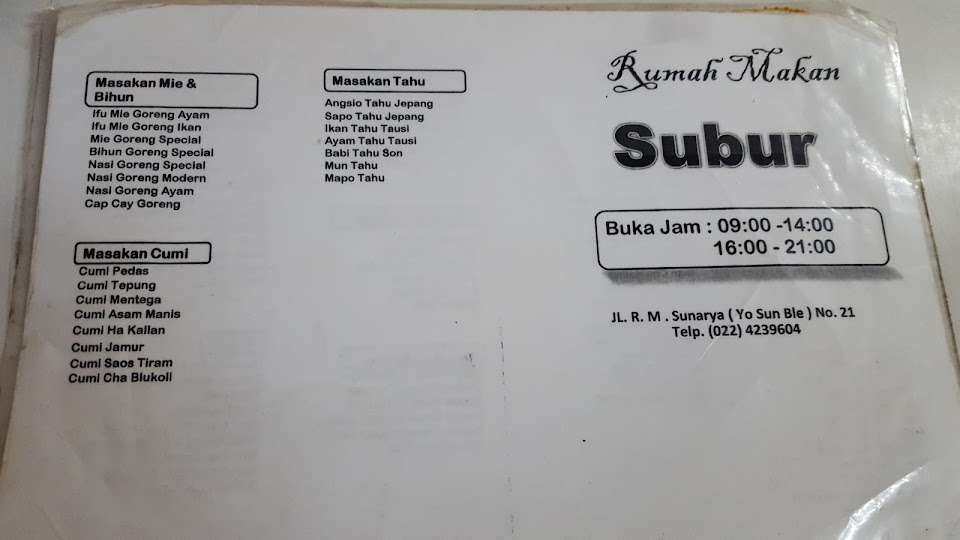 Masakan Mie &
Bihun
Ifu Mie Goreng Ayam
Ifu Mie Goreng Ikan
Mie Goreng Special
Bihun Goreng Special
Nasi Goreng Special
Nasi Goreng Modern
Nasi Goreng Ayam
Cap Cay Goreng
Masakan Cumi
Cumi Pedas
Cumi Tepung
Cumi Mentega
Cumi Asam Manis
Cumi Ha Kallan
Cumi Jamur
Cumi Saos Tiram
Cumi Cha Blukoli
Masakan Tahu
Angsio Tahu Jepang
Sapo Tahu Jepang
Ikan Tahu Tausi
Ayam Tahu Tausi
Babi Tahu Son
Mun Tahu
Mapo Tahu
Rumah Makan
Subur
Buka Jam : 09:00 -14:00
16:00 - 21:00
JL. R. M . Sunarya ( Yo Sun Ble ) No. 21
Telp. (022) 4239604